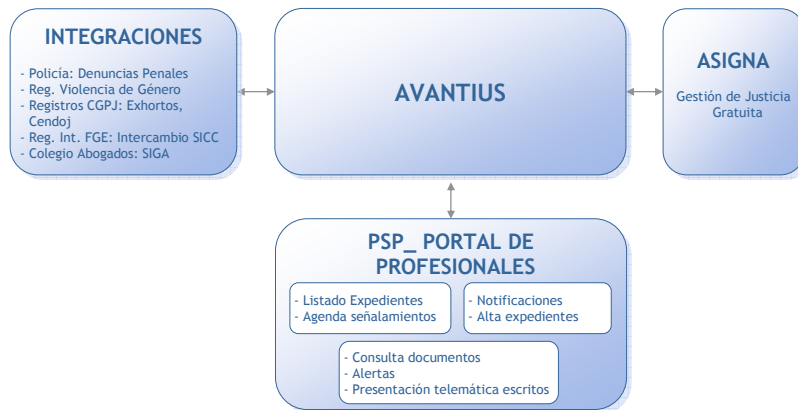 INTEGRACIONES
- Policía: Denuncias Penales
- Reg. Violencia de Género
- Registros CGPJ: Exhortos,
Cendoj
- Reg. Int. FGE: Intercambio SICC
- Colegio Abogados: SIGA
AVANTIUS
ASIGNA
Gestión de Justicia
Gratuita
PSP_ PORTAL DE
PROFESIONALES
- Listado Expedientes
- Agenda señalamientos
- Notificaciones
- Alta expedientes
- Consulta documentos
- Alertas
- Presentación telemática escritos